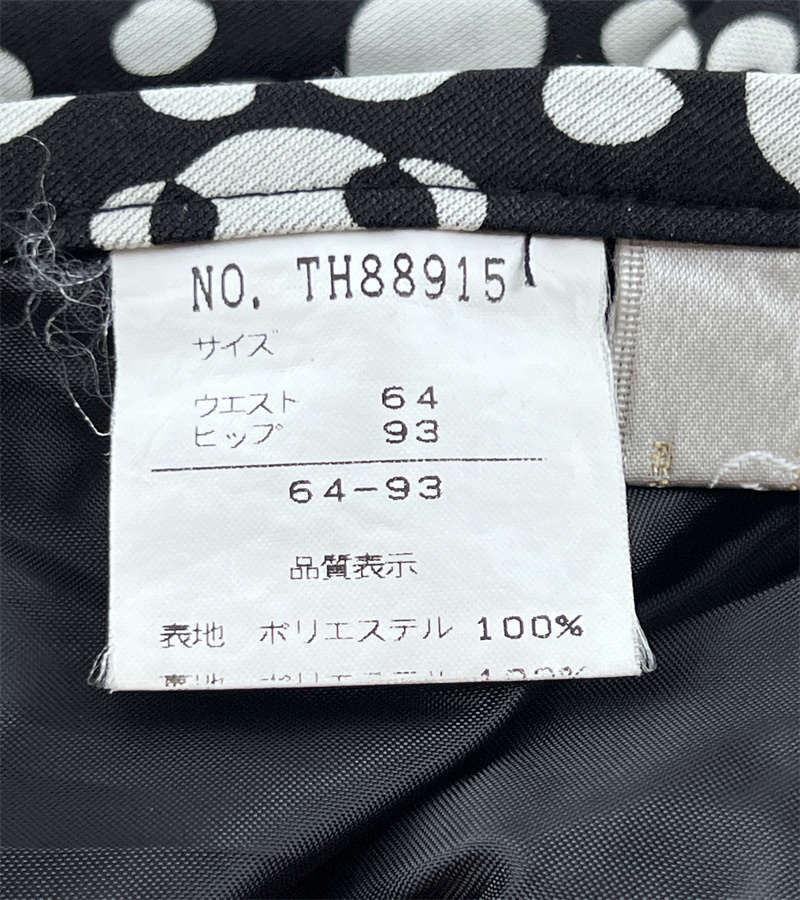 NO. TH88915
サイズ
ウエスト 64
ヒップ 93
64-93
品質表示
表地 ポリエステル 100%